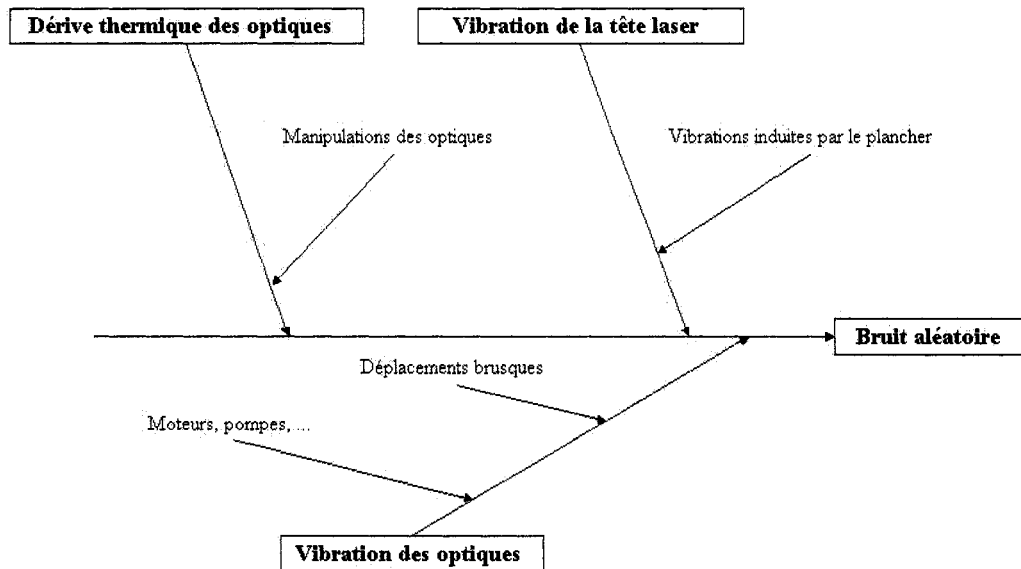 Dérive thermique des optiques
Vibration de la tête laser
Manipulations des optiques
Vibrations induites par le plancher
Bruit aléatoire
Déplacements brusques
Moteurs, pompes, ...
Vibration des optiques